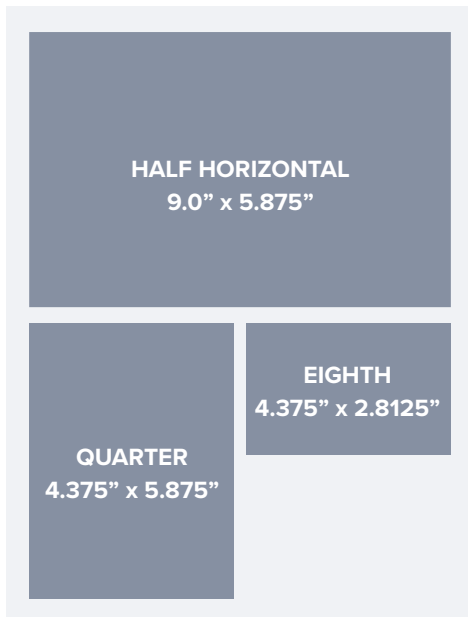 HALF HORIZONTAL
9.0” x 5.875”
EIGHTH
4.375” x 2.8125”
QUARTER
4.375” x 5.875”